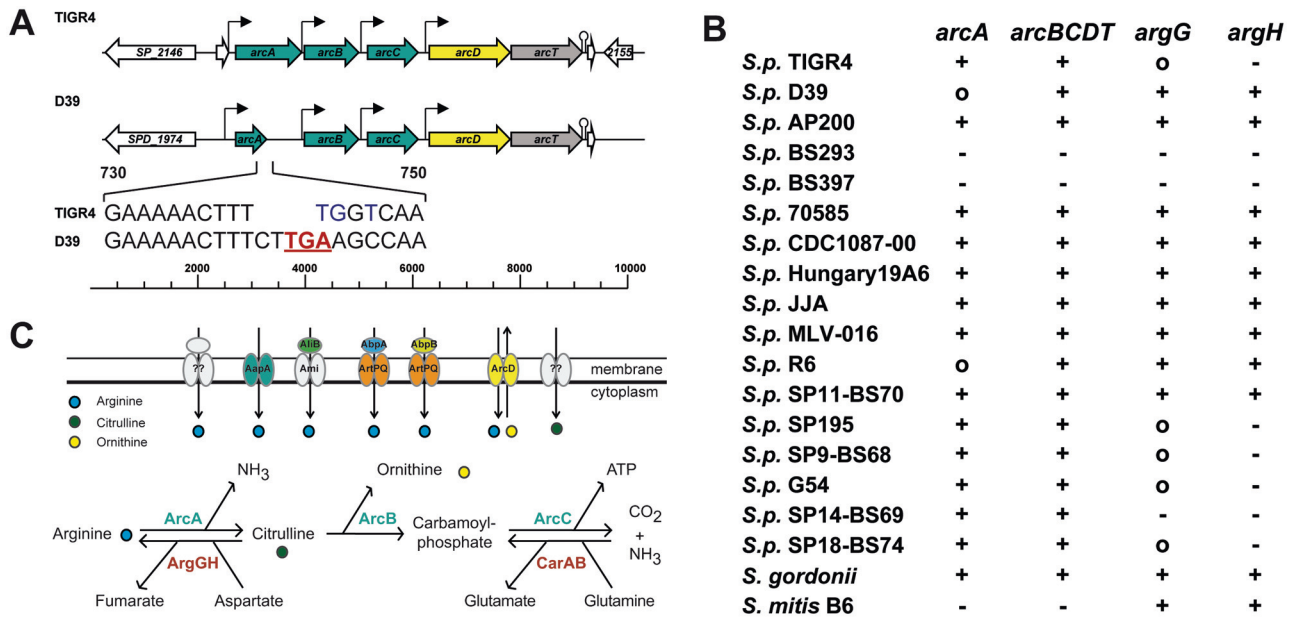 A
TIGR4
SP_2146 arcA arcB arcC arcD arcT 2155
D39
SPD_1974 arcA arcB arcC arcD arcT
730 750
TIGR4 GAAAAACTTT TGGTCAA
D39 GAAAAACTTTCTTGAAGCCAA
2000 4000 6000 8000 10000
B
arcA arcBCDT argG argH
S.p. TIGR4 + + o -
S.p. D39 o + + +
S.p. AP200 + + + +
S.p. BS293 - - - -
S.p. BS397 - - - -
S.p. 70585 + + + +
S.p. CDC1087-00 + + + +
S.p. Hungary19A6 + + + +
S.p. JJA + + + +
S.p. MLV-016 + + + +
S.p. R6 o + + +
S.p. SP11-BS70 + + + +
S.p. SP195 + + o -
S.p. SP9-BS68 + + o -
S.p. G54 + + o -
S.p. SP14-BS69 + + - -
S.p. SP18-BS74 + + o -
S. gordonii + + + +
S. mitis B6 - - + +
C
AliB AbpA AbpB
?? AapA Ami ArtPQ ArtPQ ArcD ??
membrane
cytoplasm
Arginine
Citrulline
Ornithine
NH3 Ornithine ATP
ArcA ArcB ArcC
Arginine Citrulline Carbamoyl-
phosphate
CO2
+
NH3
ArgGH CarAB
Fumarate Aspartate Glutamate Glutamine